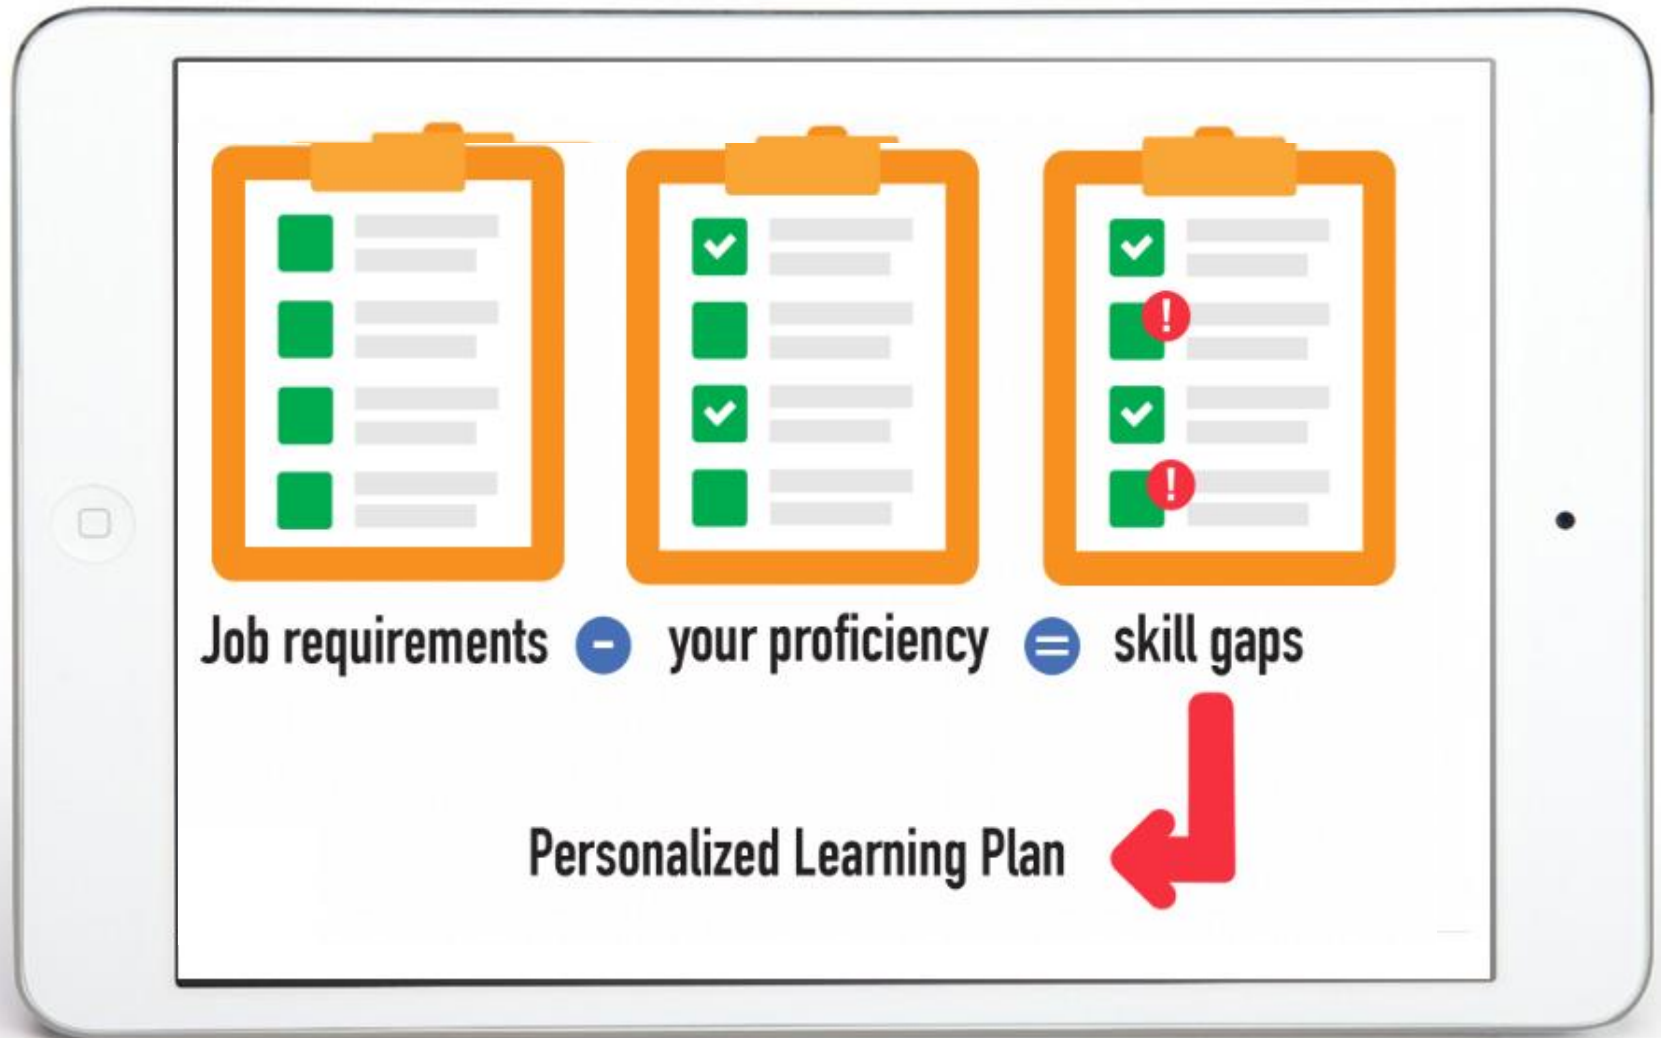 Job requirements - your proficiency = skill gaps
Personalized Learning Plan